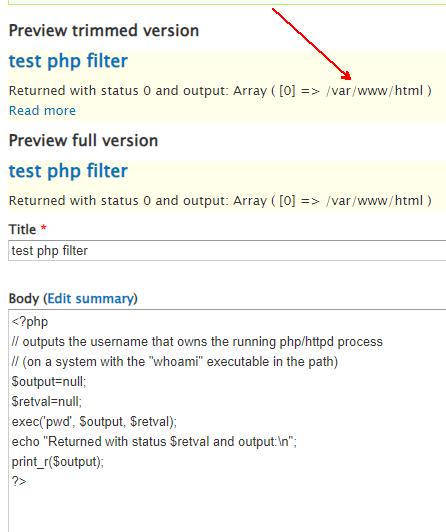 Preview trimmed version
test php filter
Returned with status 0 and output: Array ( [0] => /var/www/html )
Read more
Preview full version
test php filter
Returned with status 0 and output: Array ( [0] => /var/www/html )
Title *
test php filter
Body (Edit summary)
<?php
// outputs the username that owns the running php/httpd process
// (on a system with the "whoami" executable in the path)
$output=null;
$retval=null;
exec('pwd', $output, $retval);
echo "Returned with status $retval and output:\n";
print_r($output);
?>